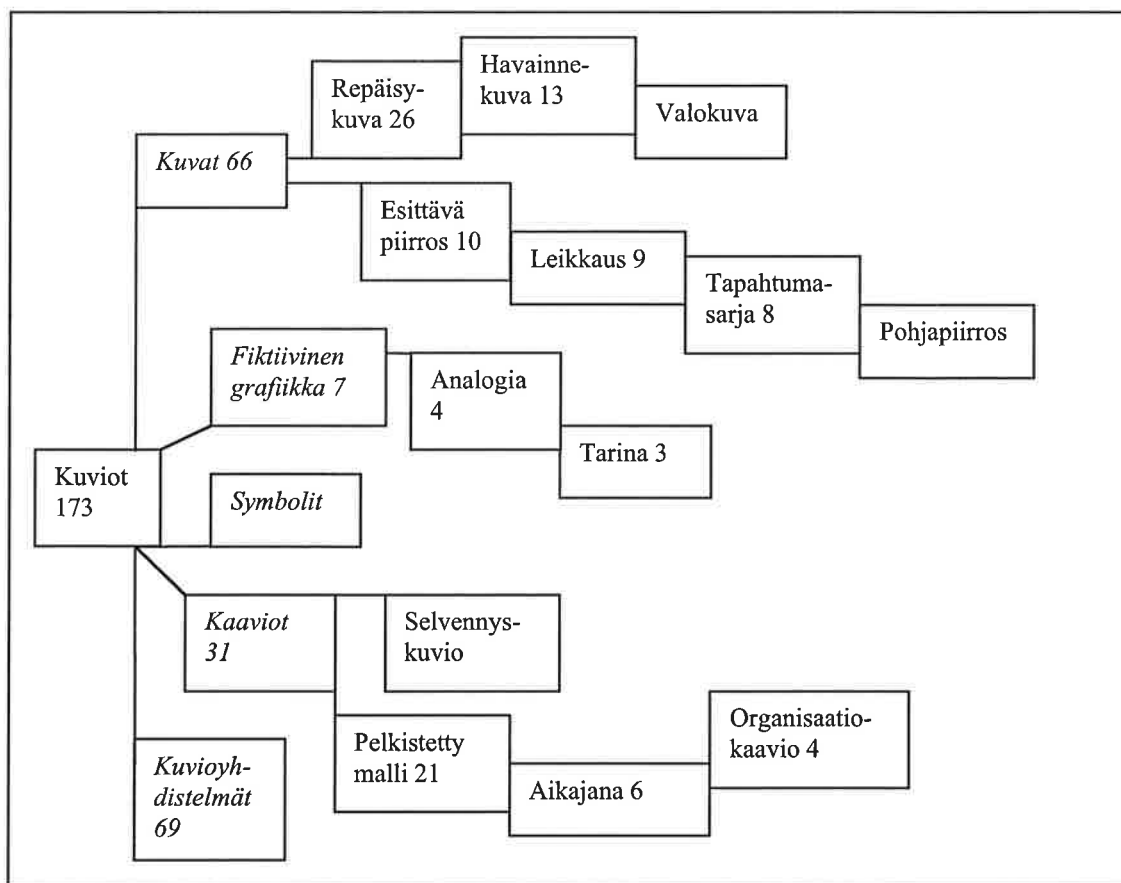 Repäisy-
kuva 26
Havainne-
kuva 13
Valokuva
Kuvat 66
Esittävä
piirros 10
Leikkaus 9
Tapahtuma-
sarja 8
Pohjapiirros
Fiktiivinen
grafiikka 7
Analogia
4
Tarina 3
Kuviot
173
Symbolit
Kaaviot
31
Selvennys-
kuvio
Pelkistetty
malli 21
Aikajana 6
Organisaatio-
kaavio 4
Kuvioyh-
distelmät
69